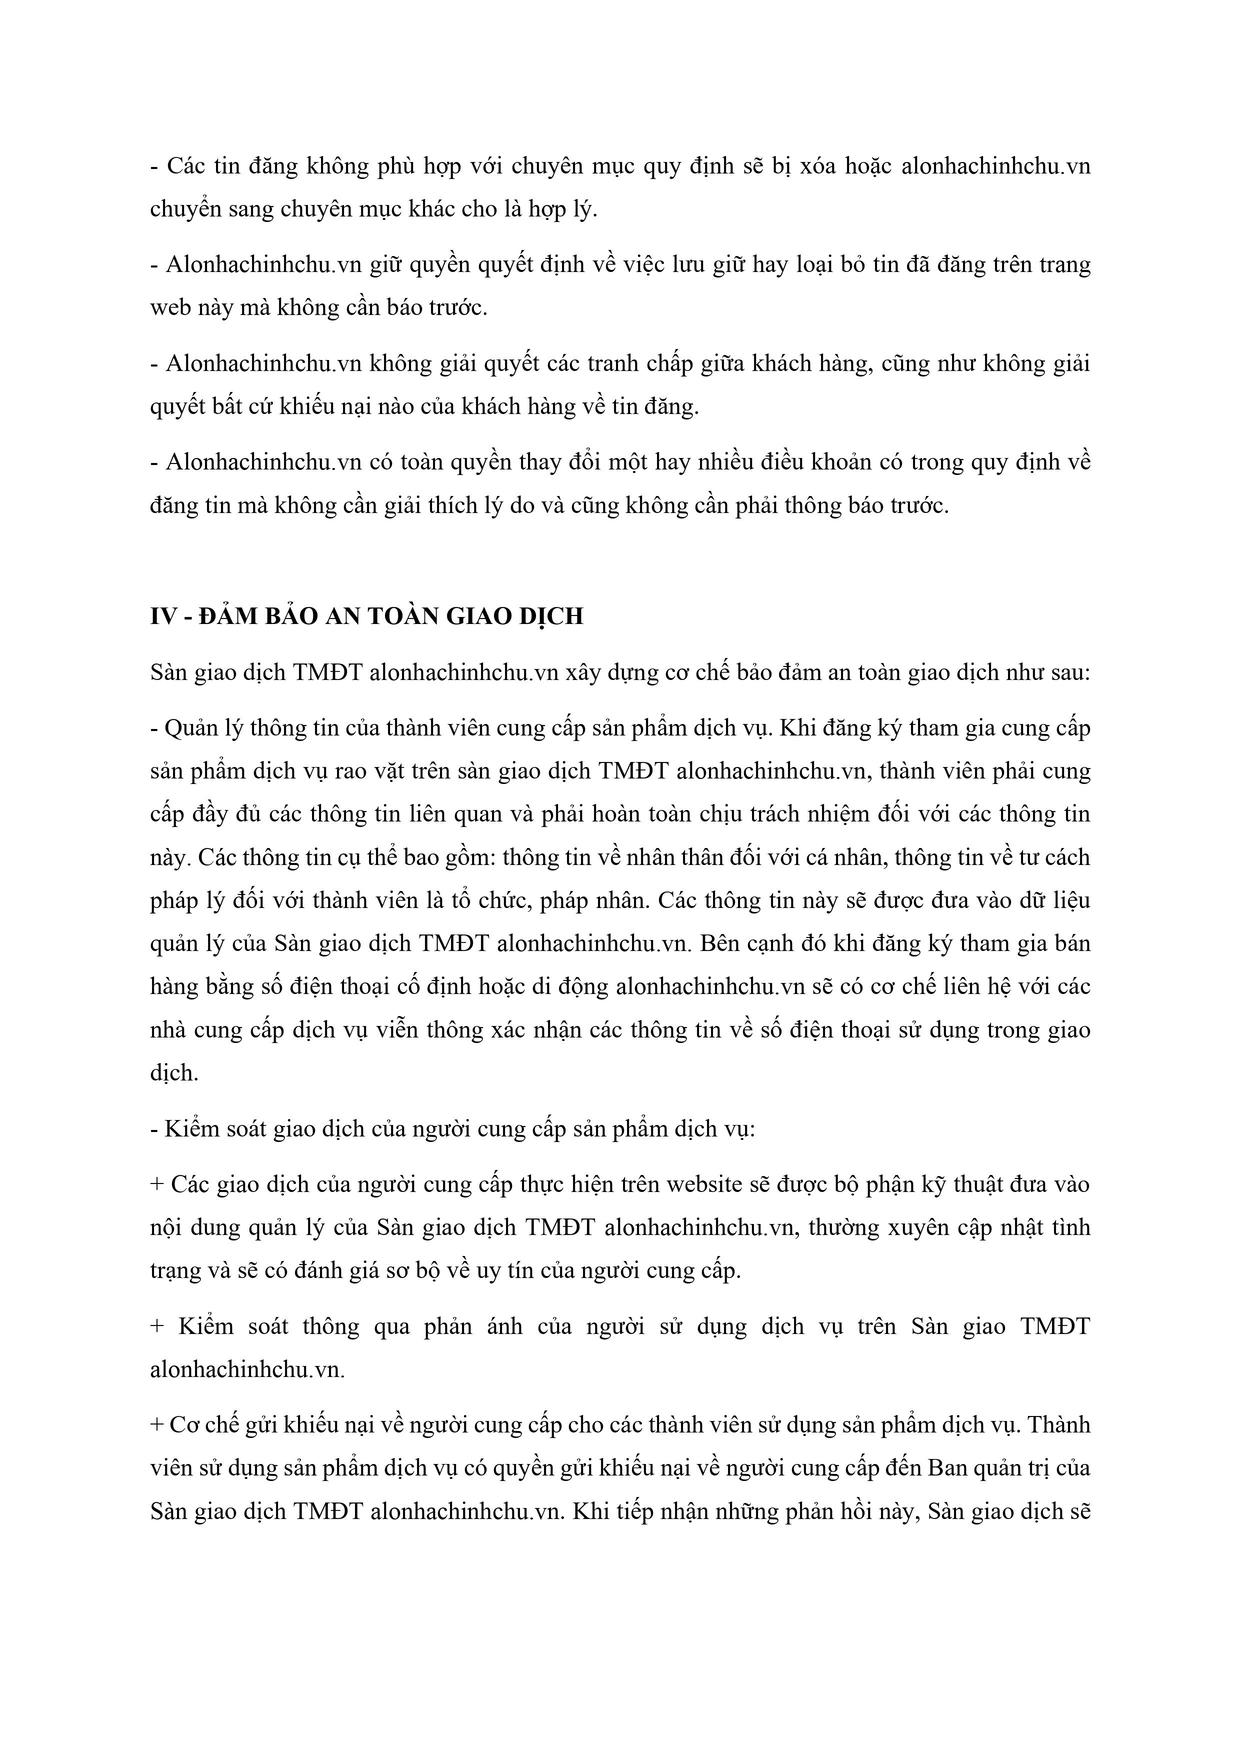 - Các tin đăng không phù hợp với chuyên mục quy định sẽ bị xóa hoặc alonhachinhchu.vn
chuyển sang chuyên mục khác cho là hợp lý.
- Alonhachinhchu.vn giữ quyền quyết định về việc lưu giữ hay loại bỏ tin đã đăng trên trang
web này mà không cần báo trước.
- Alonhachinhchu.vn không giải quyết các tranh chấp giữa khách hàng, cũng như không giải
quyết bất cứ khiếu nại nào của khách hàng về tin đăng.
- Alonhachinhchu.vn có toàn quyền thay đổi một hay nhiều điều khoản có trong quy định về
đăng tin mà không cần giải thích lý do và cũng không cần phải thông báo trước.
IV - ĐẢM BẢO AN TOÀN GIAO DỊCH
Sàn giao dịch TMĐT alonhachinhchu.vn xây dựng cơ chế bảo đảm an toàn giao dịch như sau:
- Quản lý thông tin của thành viên cung cấp sản phẩm dịch vụ. Khi đăng ký tham gia cung cấp
sản phẩm dịch vụ rao vặt trên sàn giao dịch TMĐT alonhachinhchu.vn, thành viên phải cung
cấp đầy đủ các thông tin liên quan và phải hoàn toàn chịu trách nhiệm đối với các thông tin
này. Các thông tin cụ thể bao gồm: thông tin về nhân thân đối với cá nhân, thông tin về tư cách
pháp lý đối với thành viên là tổ chức, pháp nhân. Các thông tin này sẽ được đưa vào dữ liệu
quản lý của Sàn giao dịch TMĐT alonhachinhchu.vn. Bên cạnh đó khi đăng ký tham gia bán
hàng bằng số điện thoại cố định hoặc di động alonhachinhchu.vn sẽ có cơ chế liên hệ với các
nhà cung cấp dịch vụ viễn thông xác nhận các thông tin về số điện thoại sử dụng trong giao
dịch.
- Kiểm soát giao dịch của người cung cấp sản phẩm dịch vụ:
+ Các giao dịch của người cung cấp thực hiện trên website sẽ được bộ phận kỹ thuật đưa vào
nội dung quản lý của Sàn giao dịch TMĐT alonhachinhchu.vn, thường xuyên cập nhật tình
trạng và sẽ có đánh giá sơ bộ về uy tín của người cung cấp.
+ Kiểm soát thông qua phản ánh của người sử dụng dịch vụ trên Sàn giao TMĐT
alonhachinhchu.vn.
+ Cơ chế gửi khiếu nại về người cung cấp cho các thành viên sử dụng sản phẩm dịch vụ. Thành
viên sử dụng sản phẩm dịch vụ có quyền gửi khiếu nại về người cung cấp đến Ban quản trị của
Sàn giao dịch TMĐT alonhachinhchu.vn. Khi tiếp nhận những phản hồi này, Sàn giao dịch sẽ